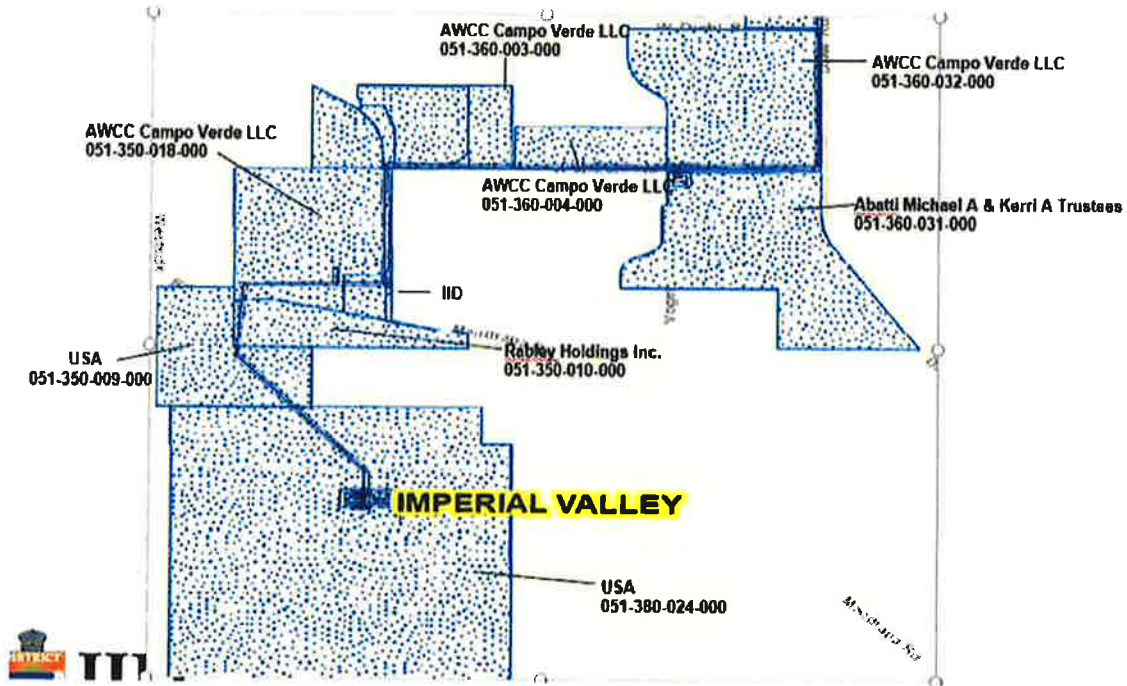 AWCC Campo Verde LLC
051-360-003-000
AWCC Campo Verde LLC
051-360-032-000
AWCC Campo Verde LLC
051-350-018-000
AWCC Campo Verde LLC
051-360-004-000
Abatti Michael A & Kerri A Trustees
051-360-031-000
IID
USA
051-350-009-000
Rabley Holdings Inc.
051-350-010-000
IMPERIAL VALLEY
USA
051-380-024-000
Mandrapa Rd